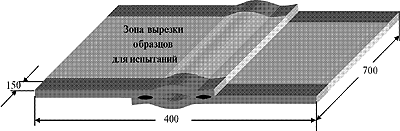 Зона вырезки
образцов
для испытаний
150
400
700